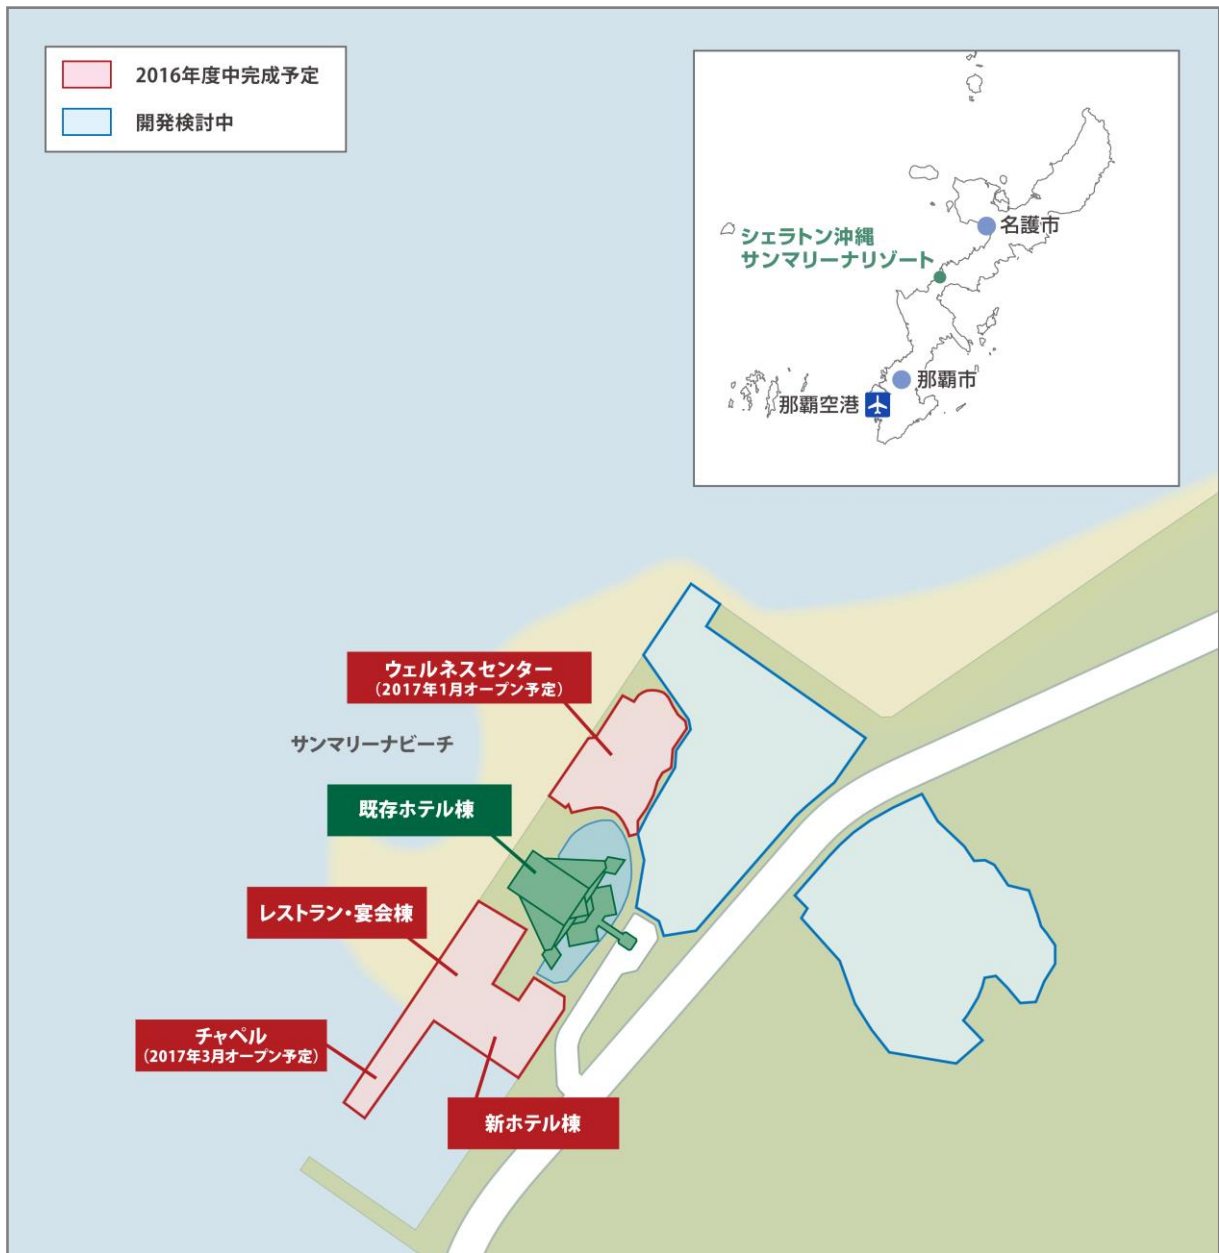 2016年度中完成予定
開発検討中
名護市
シェラトン沖縄
サンマリーナリゾート
那覇市
那覇空港
ウェルネスセンター
（2017年1月オープン予定）
サンマリーナビーチ
既存ホテル棟
レストラン・宴会棟
チャペル
（2017年3月オープン予定）
新ホテル棟